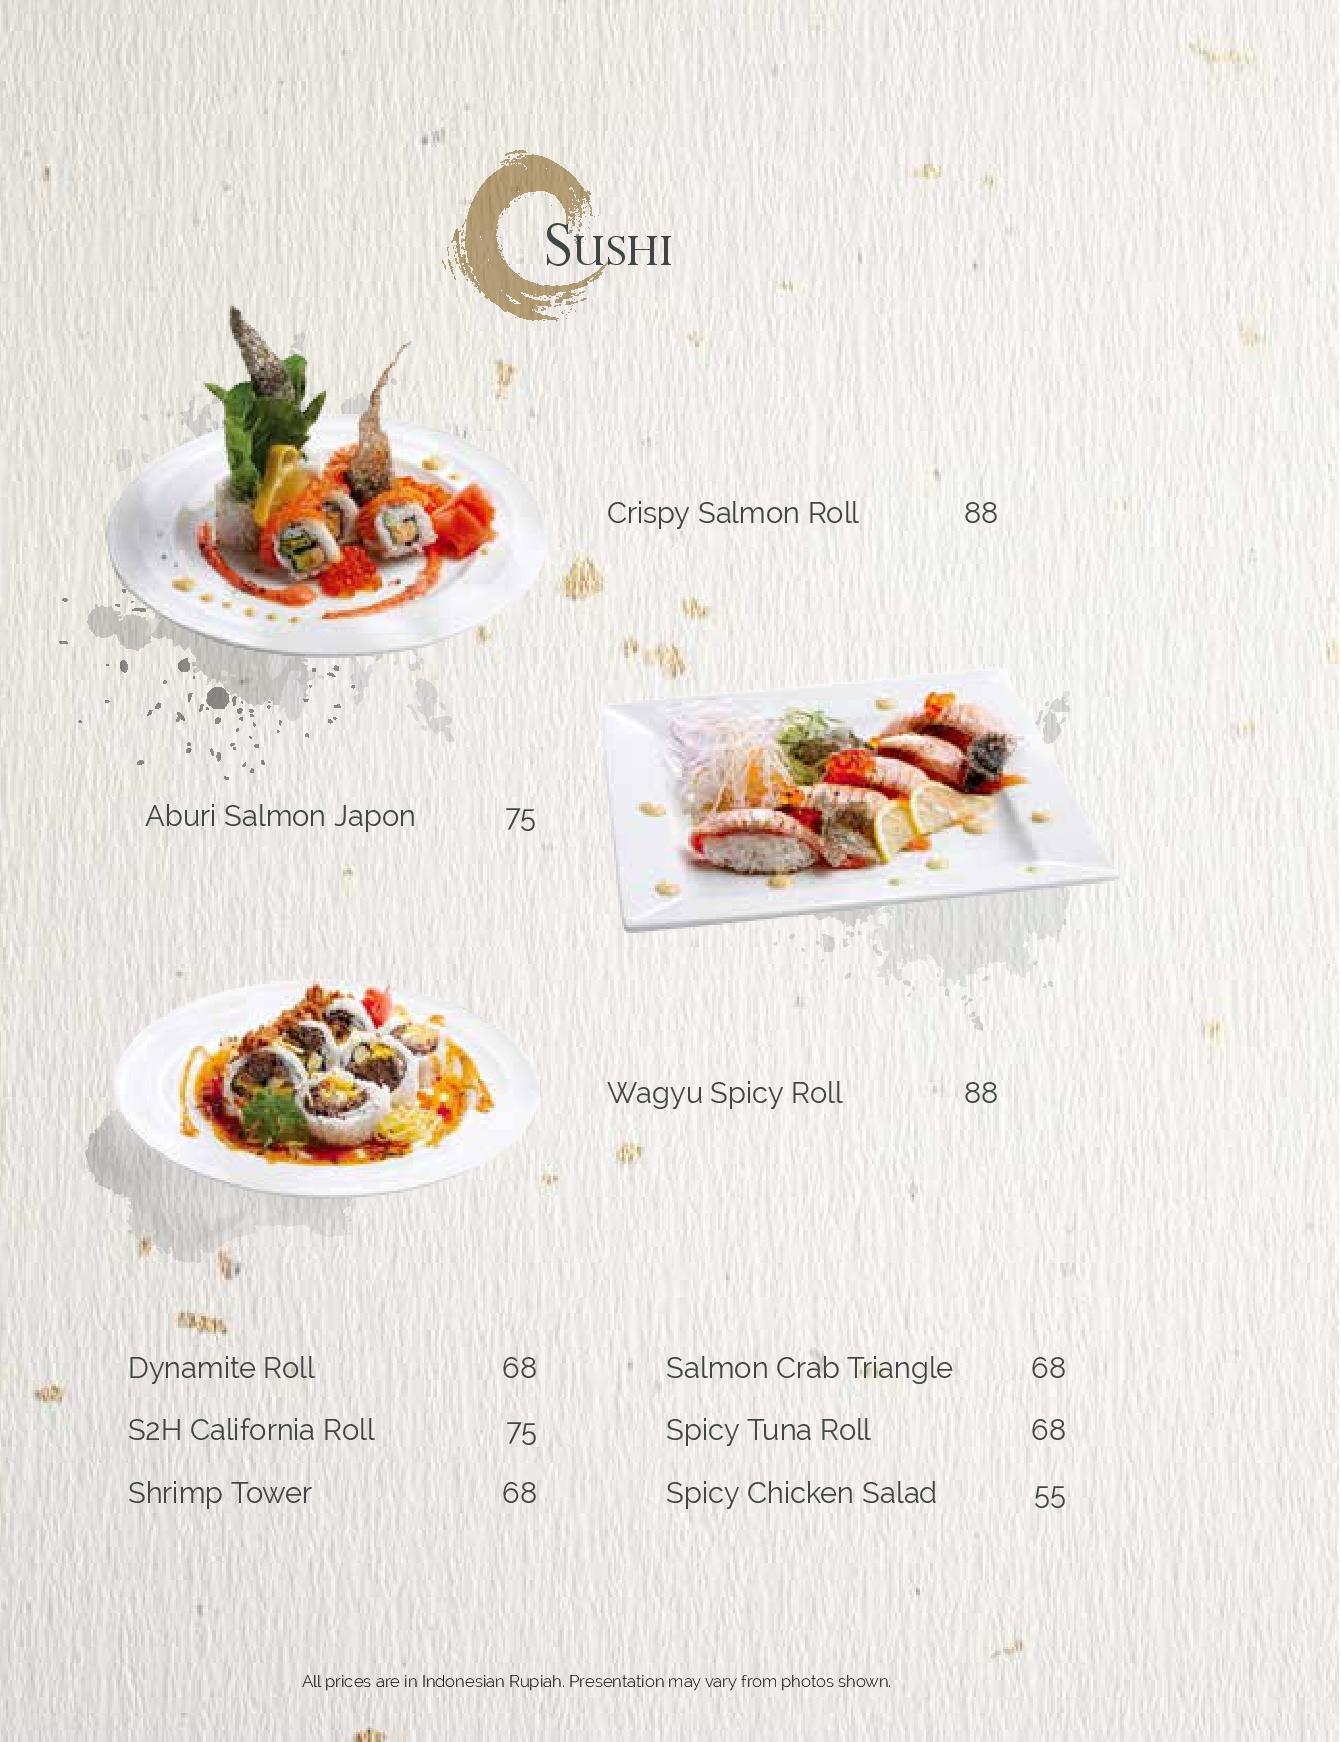 Sushi
Crispy Salmon Roll 88
Aburi Salmon Japon 75
Wagyu Spicy Roll 88
Dynamite Roll 68
S2H California Roll 75
Shrimp Tower 68
Salmon Crab Triangle 68
Spicy Tuna Roll 68
Spicy Chicken Salad 55
All prices are in Indonesian Rupiah. Presentation may vary from photos shown.